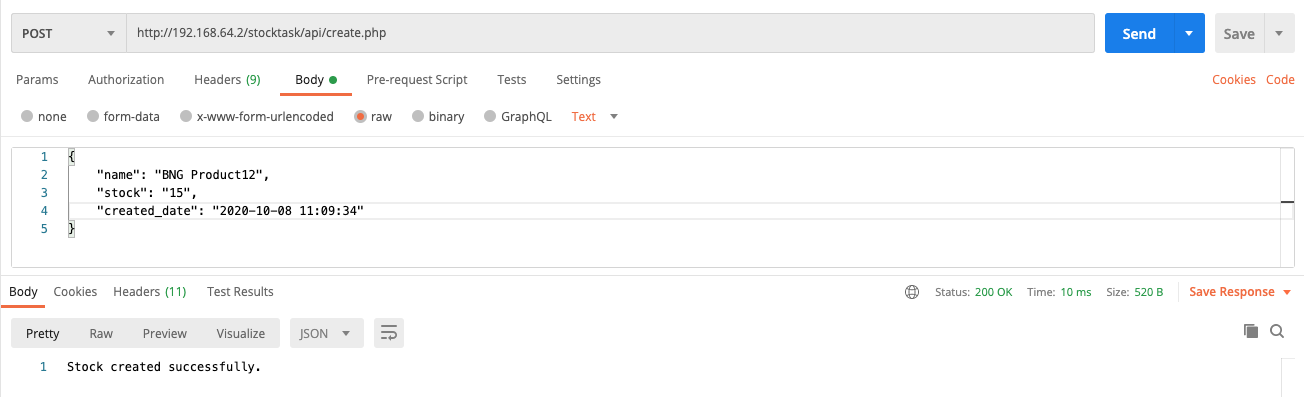 POST http://192.168.64.2/stocktask/api/create.php Send Save
Params Authorization Headers (9) Body Pre-request Script Tests Settings Cookies Code
none form-data x-www-form-urlencoded raw binary GraphQL Text
1 {
2 "name": "BNG Product12",
3 "stock": "15",
4 "created_date": "2020-10-08 11:09:34"
5 }
Body Cookies Headers (11) Test Results Status: 200 OK Time: 10 ms Size: 520 B Save Response
Pretty Raw Preview Visualize JSON
1 Stock created successfully.